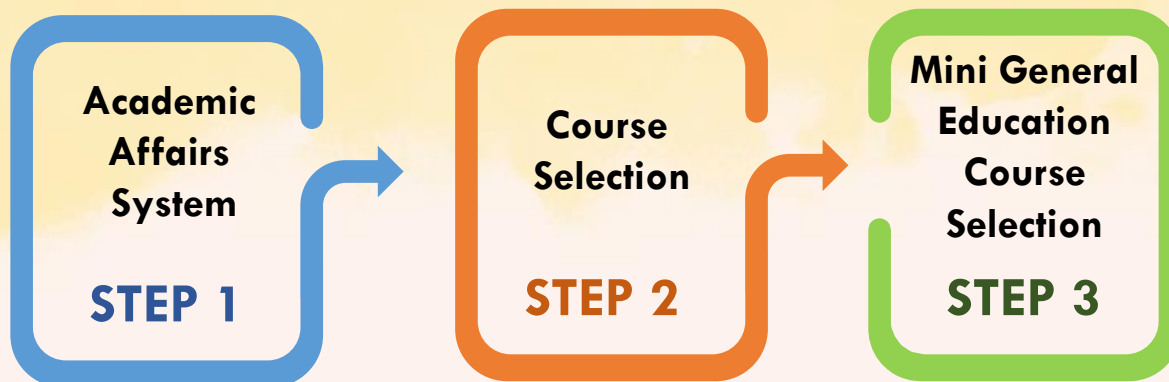 Academic
Affairs
System
STEP 1
Course
Selection
STEP 2
Mini General
Education
Course
Selection
STEP 3